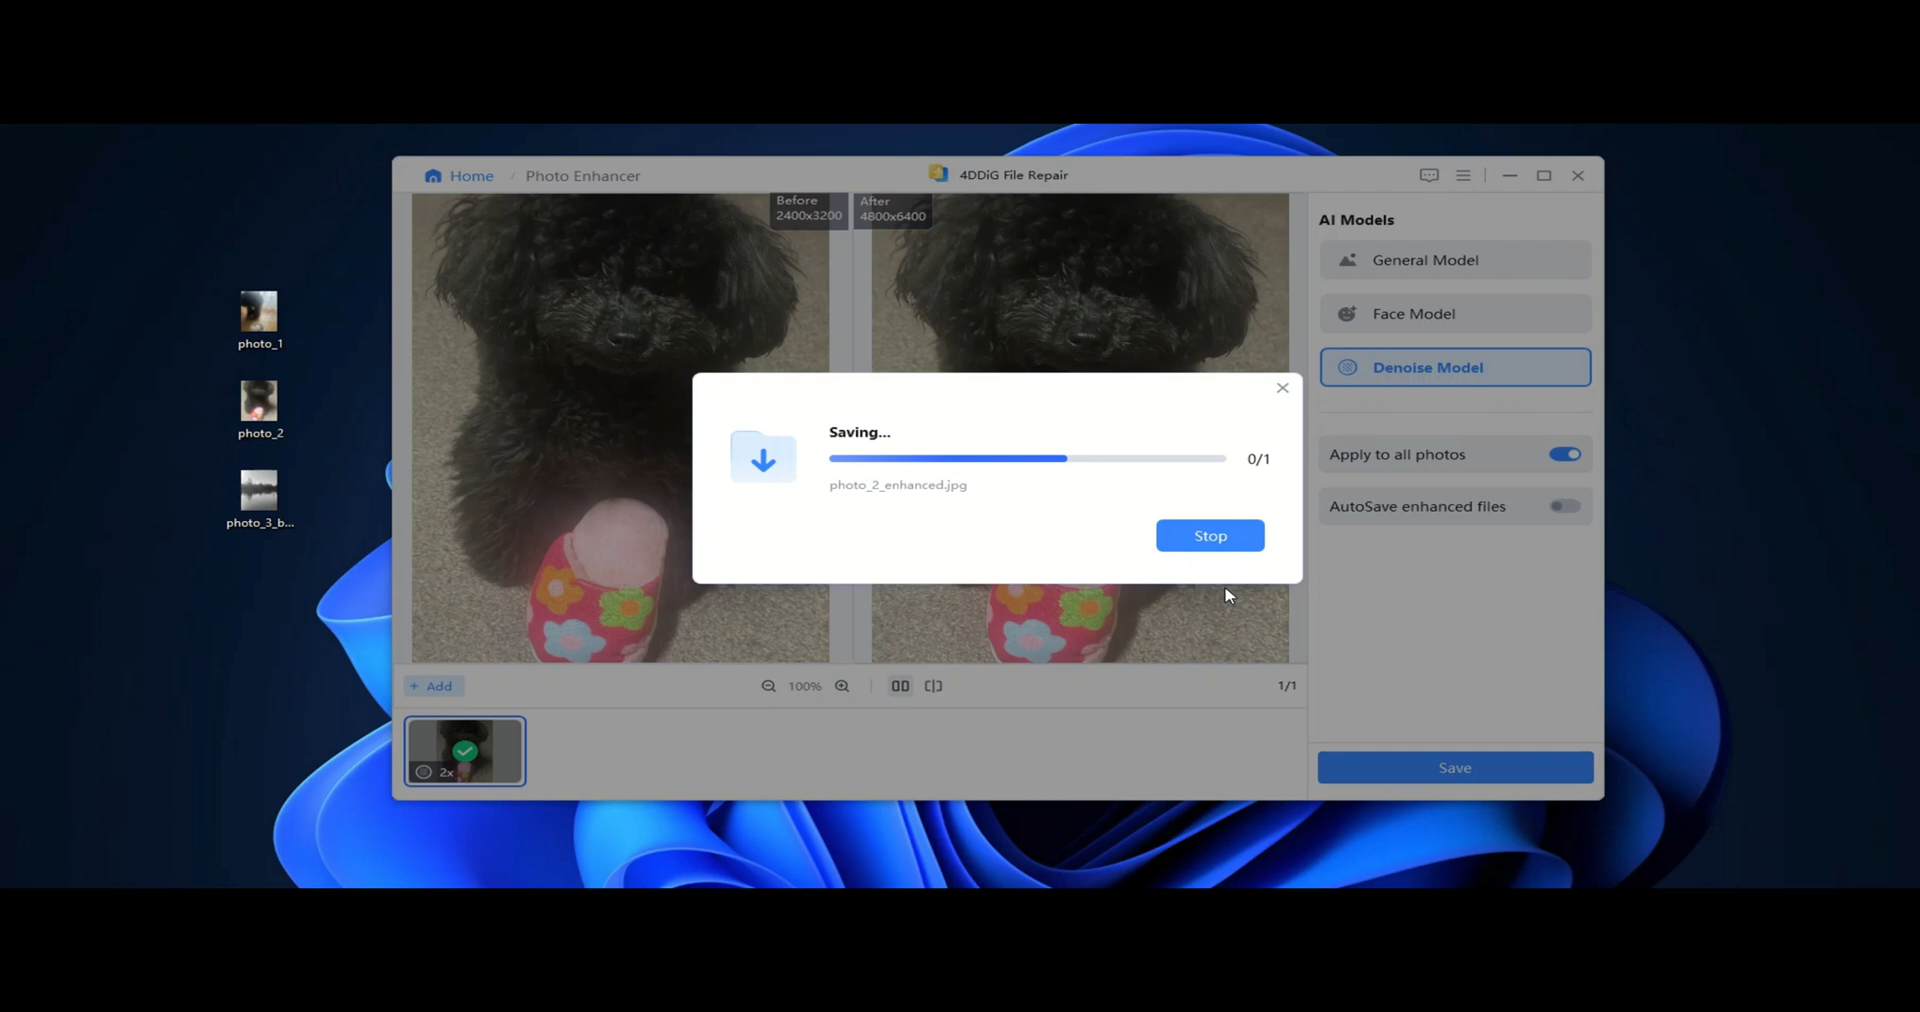 Home / Photo Enhancer
4DDiG File Repair
Before
2400x3200
After
4800x6400
AI Models
General Model
Face Model
Denoise Model
Apply to all photos
AutoSave enhanced files
Save
Saving...
0/1
photo_2_enhanced.jpg
Stop
+ Add
100%
1/1
2x
photo_1
photo_2
photo_3_b...